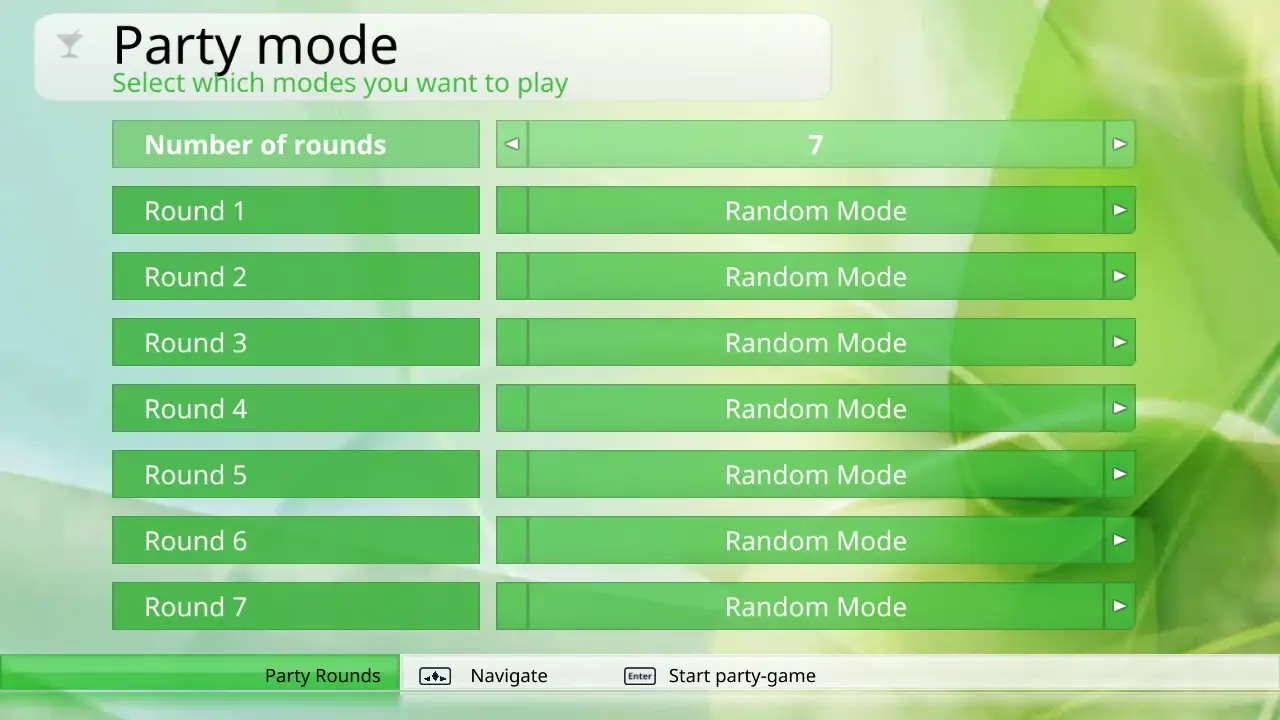 Party mode
Select which modes you want to play
Number of rounds 7
Round 1 Random Mode
Round 2 Random Mode
Round 3 Random Mode
Round 4 Random Mode
Round 5 Random Mode
Round 6 Random Mode
Round 7 Random Mode
Party Rounds Navigate Enter Start party-game